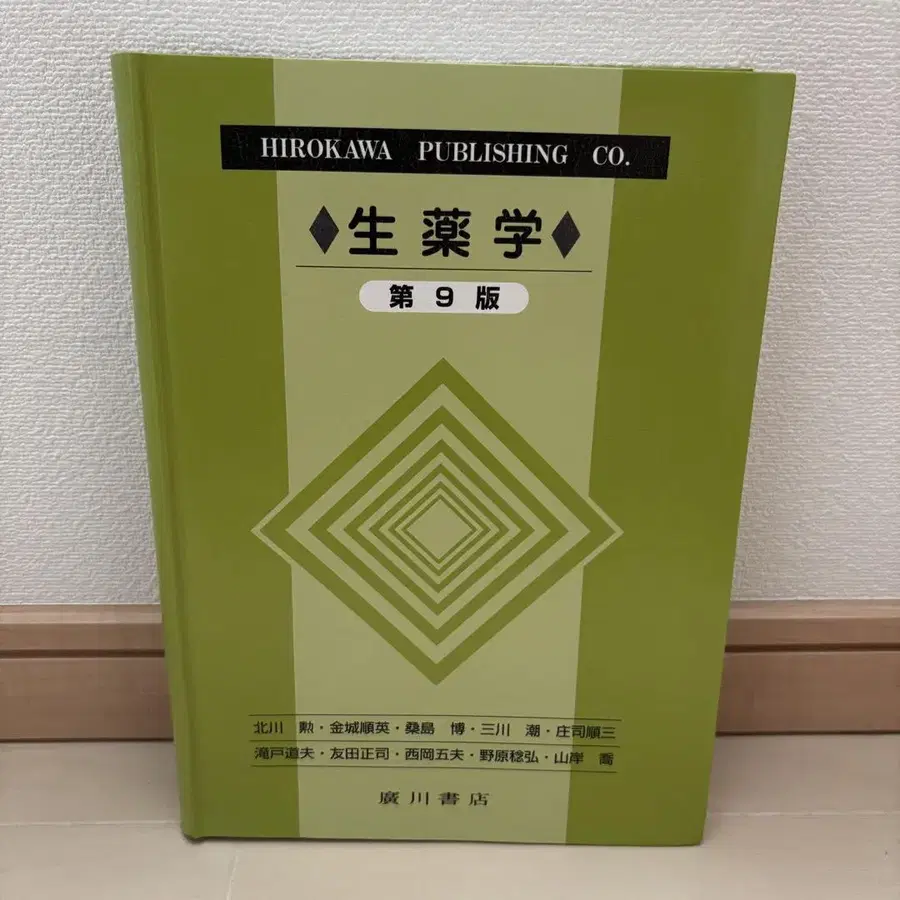 HIROKAWA PUBLISHING CO.
生薬学
第9版
北川 勲・金城順英・桑島 博・三川 潮・庄司順三
滝戸道夫・友田正司・西岡五夫・野原稔弘・山岸 喬
廣川書店